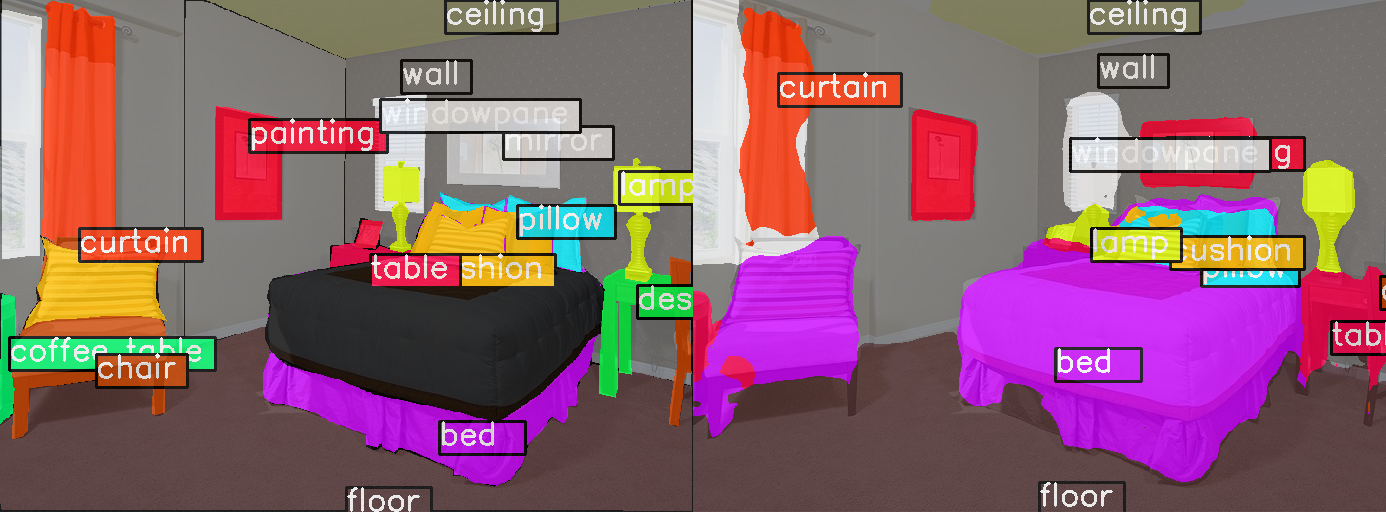 ceiling
wall
windowpane
mirror
painting
lamp
pillow
curtain
table
shion
des
coffee table
chair
bed
floor
ceiling
wall
curtain
windowpane
g
lamp
cushion
pillow
tabl
bed
floor